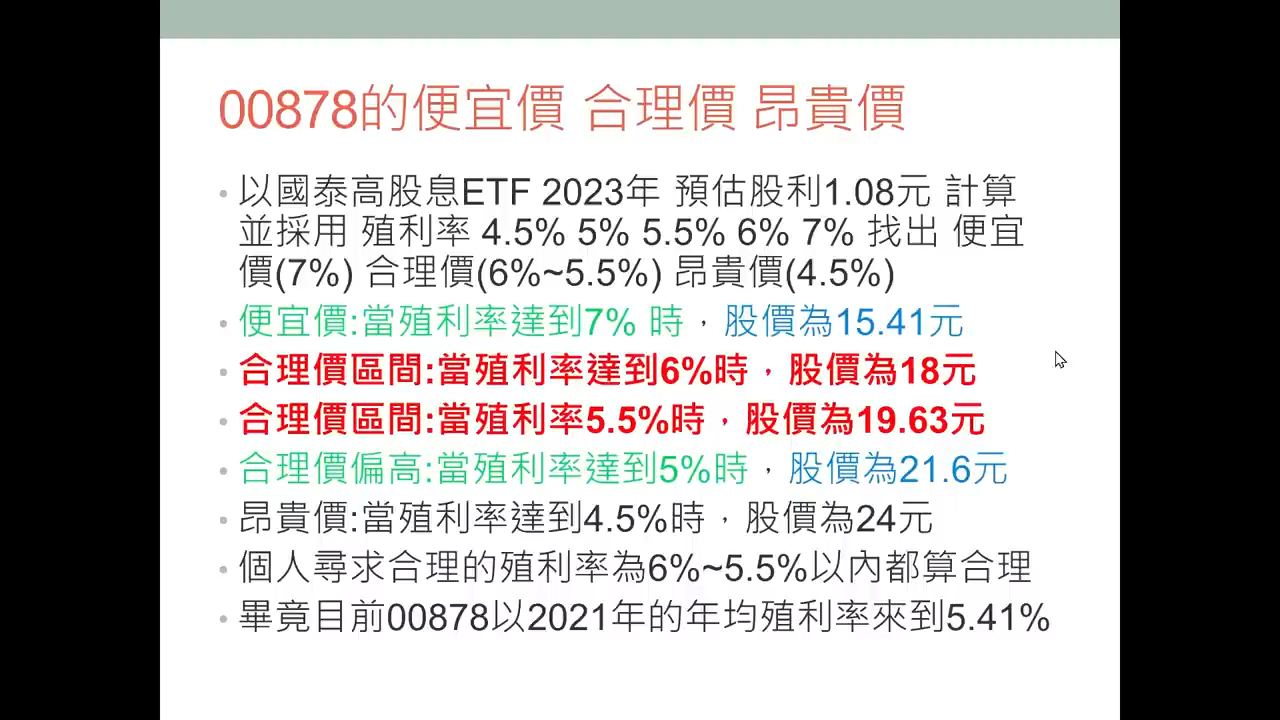 00878的便宜價 合理價 昂貴價
• 以國泰高股息ETF 2023年 預估股利1.08元 計算
並採用 殖利率 4.5% 5% 5.5% 6% 7% 找出 便宜
價(7%) 合理價(6%~5.5%) 昂貴價(4.5%)
• 便宜價:當殖利率達到7% 時，股價為15.41元
• 合理價區間:當殖利率達到6%時，股價為18元
• 合理價區間:當殖利率5.5%時，股價為19.63元
• 合理價偏高:當殖利率達到5%時，股價為21.6元
• 昂貴價:當殖利率達到4.5%時，股價為24元
• 個人尋求合理的殖利率為6%~5.5%以內都算合理
• 畢竟目前00878以2021年的年均殖利率來到5.41%